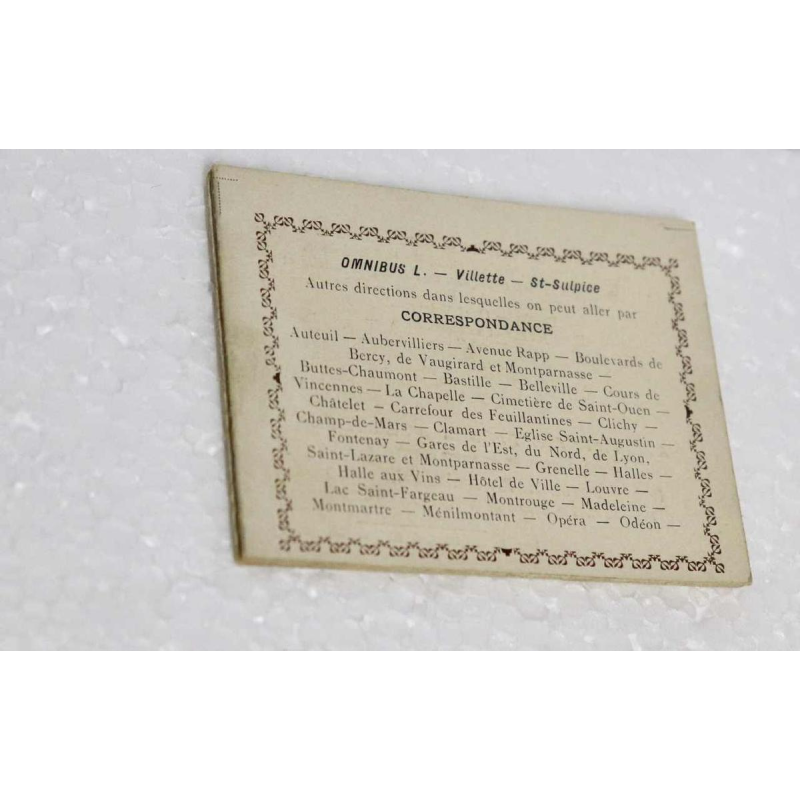 OMNIBUS L. — Villette — St-Sulpice
Autres directions dans lesquelles on peut aller par
CORRESPONDANCE
Auteuil — Aubervilliers — Avenue Rapp — Boulevards de
Bercy, de Vaugirard et Montparnasse —
Buttes-Chaumont — Bastille — Belleville — Cours de
Vincennes — La Chapelle — Cimetière de Saint-Ouen —
Châtelet — Carrefour des Feuillantines — Clichy —
Champ-de-Mars — Clamart — Eglise Saint-Augustin —
Fontenay — Gares de l'Est, du Nord, de Lyon,
Saint-Lazare et Montparnasse — Grenelle — Halles —
Halle aux Vins — Hôtel de Ville — Louvre —
Lac Saint-Fargeau — Montrouge — Madeleine —
Montmartre — Ménilmontant — Opéra — Odéon —